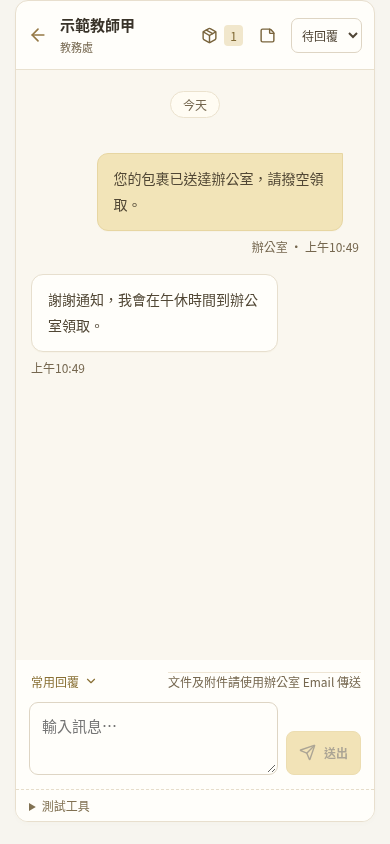 示範教師甲
教務處
1
待回覆
今天
您的包裹已送達辦公室，請撥空領
取。
辦公室 · 上午10:49
謝謝通知，我會在午休時間到辦公
室領取。
上午10:49
常用回覆
文件及附件請使用辦公室 Email 傳送
輸入訊息…
送出
測試工具